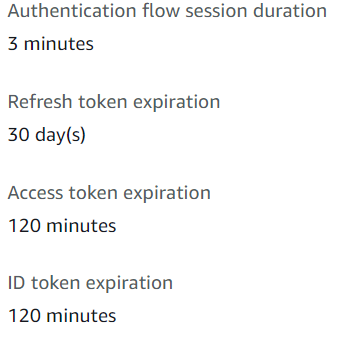 Authentication flow session duration
3 minutes
Refresh token expiration
30 day(s)
Access token expiration
120 minutes
ID token expiration
120 minutes